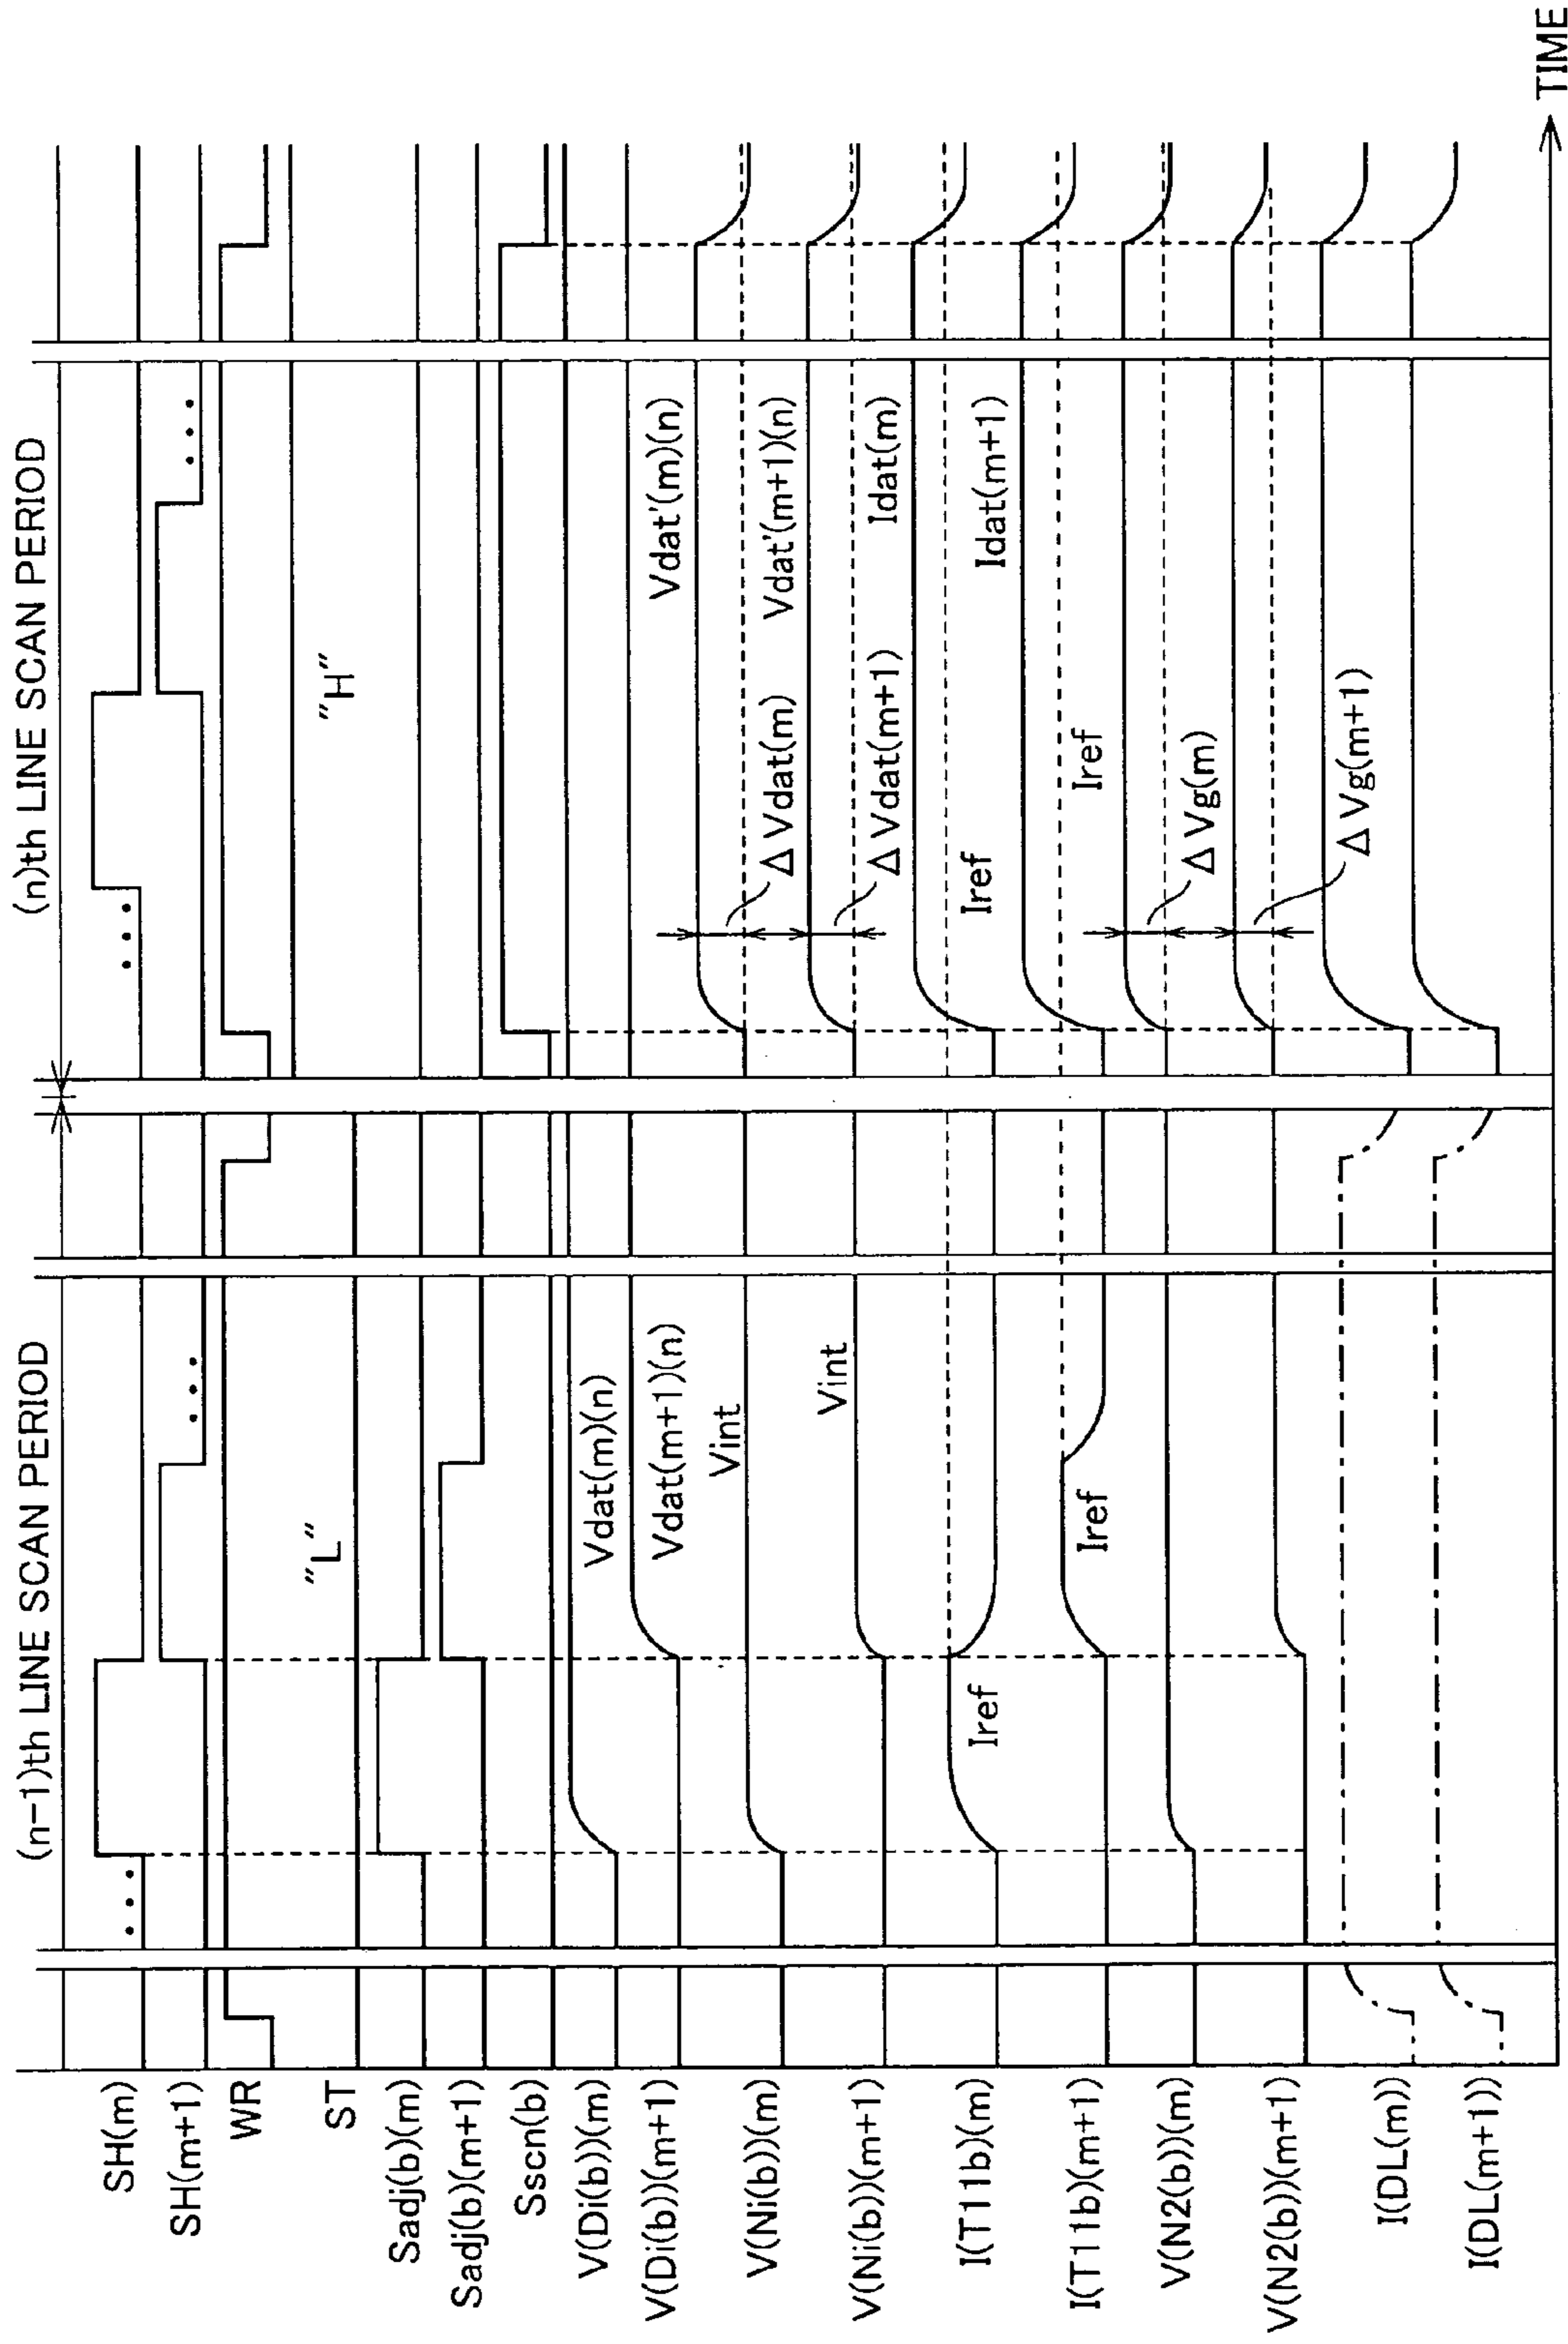 (n-1)th LINE SCAN PERIOD
(n)th LINE SCAN PERIOD
SH(m)
SH(m+1)
WR
ST
"L"
"H"
Sadj(b)(m)
Sadj(b)(m+1)
Sscn(b)
V(Di(b))(m)
Vdat(m)(n)
V(Di(b))(m+1)
Vdat(m+1)(n)
Vdat'(m)(n)
V(Ni(b))(m)
Vint
ΔVdat(m)
Vdat'(m+1)(n)
V(Ni(b))(m+1)
Vint
ΔVdat(m+1)
Idat(m)
I(T11b)(m)
Iref
Iref
Idat(m+1)
I(T11b)(m+1)
Iref
Iref
V(N2(b))(m)
ΔVg(m)
V(N2(b))(m+1)
ΔVg(m+1)
I(DL(m))
I(DL(m+1))
TIME